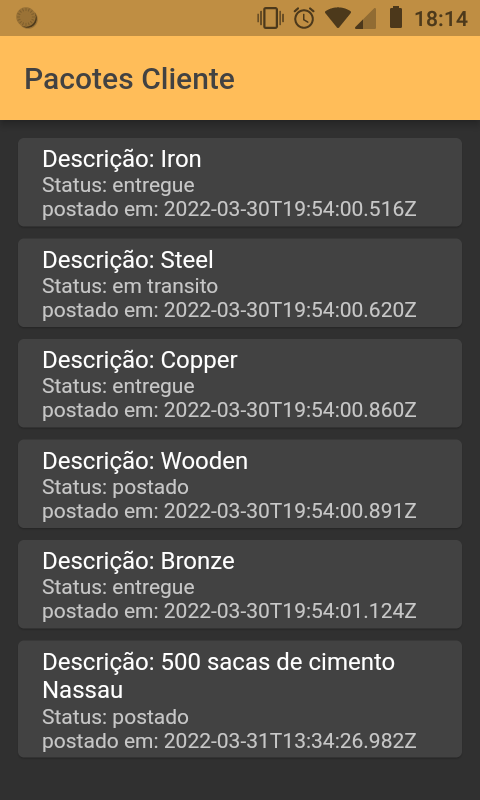 18:14
Pacotes Cliente
Descrição: Iron
Status: entregue
postado em: 2022-03-30T19:54:00.516Z
Descrição: Steel
Status: em transito
postado em: 2022-03-30T19:54:00.620Z
Descrição: Copper
Status: entregue
postado em: 2022-03-30T19:54:00.860Z
Descrição: Wooden
Status: postado
postado em: 2022-03-30T19:54:00.891Z
Descrição: Bronze
Status: entregue
postado em: 2022-03-30T19:54:01.124Z
Descrição: 500 sacas de cimento
Nassau
Status: postado
postado em: 2022-03-31T13:34:26.982Z